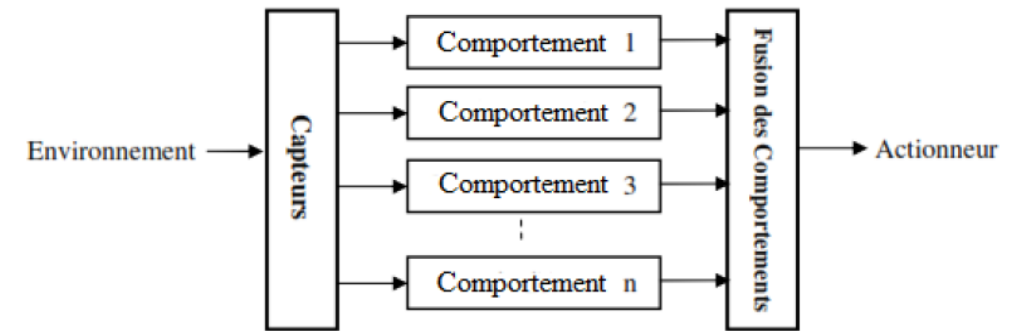 Environnement
Capteurs
Comportement 1
Comportement 2
Comportement 3
Comportement n
Fusion des Comportements
Actionneur